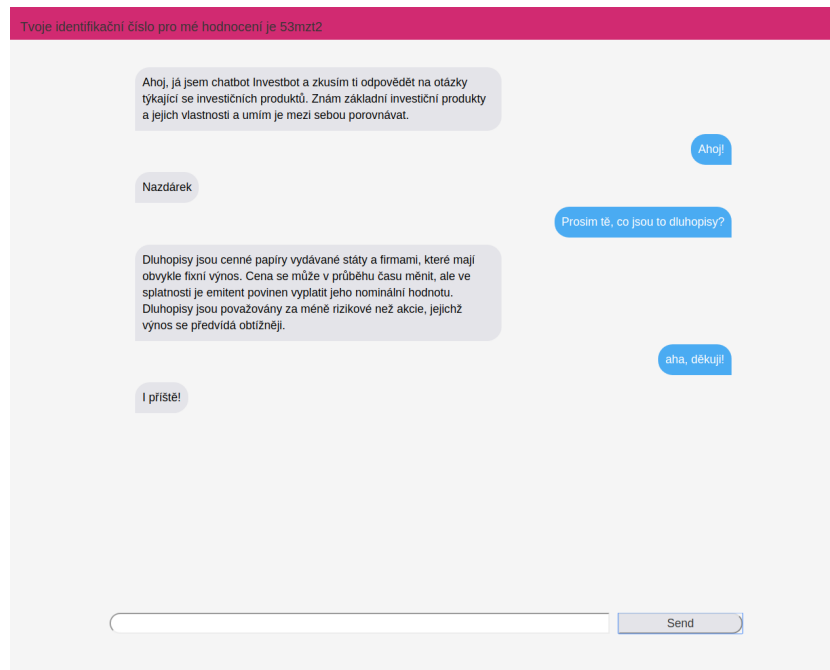 Tvoje identifikační číslo pro mé hodnocení je 53mzt2
Ahoj, já jsem chatbot Investbot a zkusím ti odpovědět na otázky
týkající se investičních produktů. Znám základní investiční produkty
a jejich vlastnosti a umím je mezi sebou porovnávat.
Ahoj!
Nazdárek
Prosim tě, co jsou to dluhopisy?
Dluhopisy jsou cenné papíry vydávané státy a firmami, které mají
obvykle fixní výnos. Cena se může v průběhu času měnit, ale ve
splatnosti je emitent povinen vyplatit jeho nominální hodnotu.
Dluhopisy jsou považovány za méně rizikové než akcie, jejichž
výnos se předvídá obtížněji.
aha, děkuji!
I příště!
Send